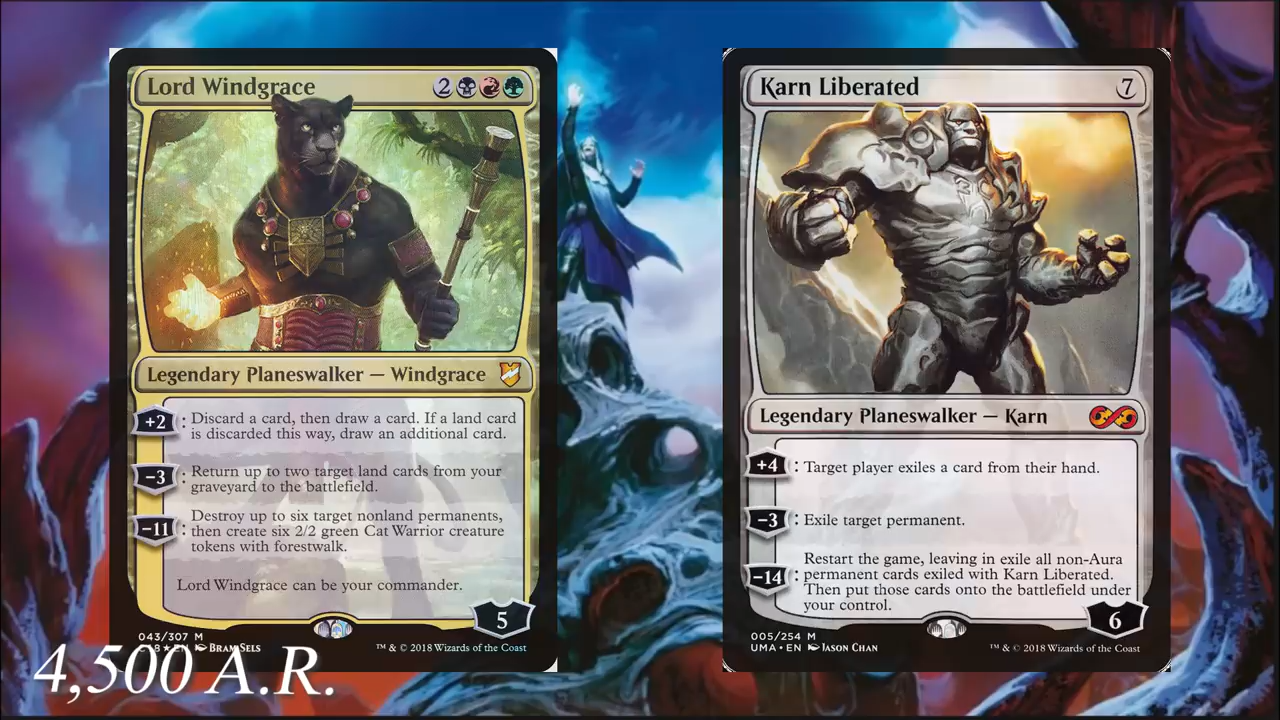 Lord Windgrace 2
Legendary Planeswalker — Windgrace
+2 : Discard a card, then draw a card. If a land card
is discarded this way, draw an additional card.
−3 : Return up to two target land cards from your
graveyard to the battlefield.
Destroy up to six target nonland permanents,
−11 : then create six 2/2 green Cat Warrior creature
tokens with forestwalk.
Lord Windgrace can be your commander.
5
043/307 M
C18 ★ EN Bram Sels ™ & © 2018 Wizards of the Coast
Karn Liberated 7
Legendary Planeswalker — Karn
+4 : Target player exiles a card from their hand.
−3 : Exile target permanent.
Restart the game, leaving in exile all non-Aura
−14 : permanent cards exiled with Karn Liberated.
Then put those cards onto the battlefield under
your control.
6
005/254 M
UMA • EN Jason Chan ™ & © 2018 Wizards of the Coast
4,500 A.R.